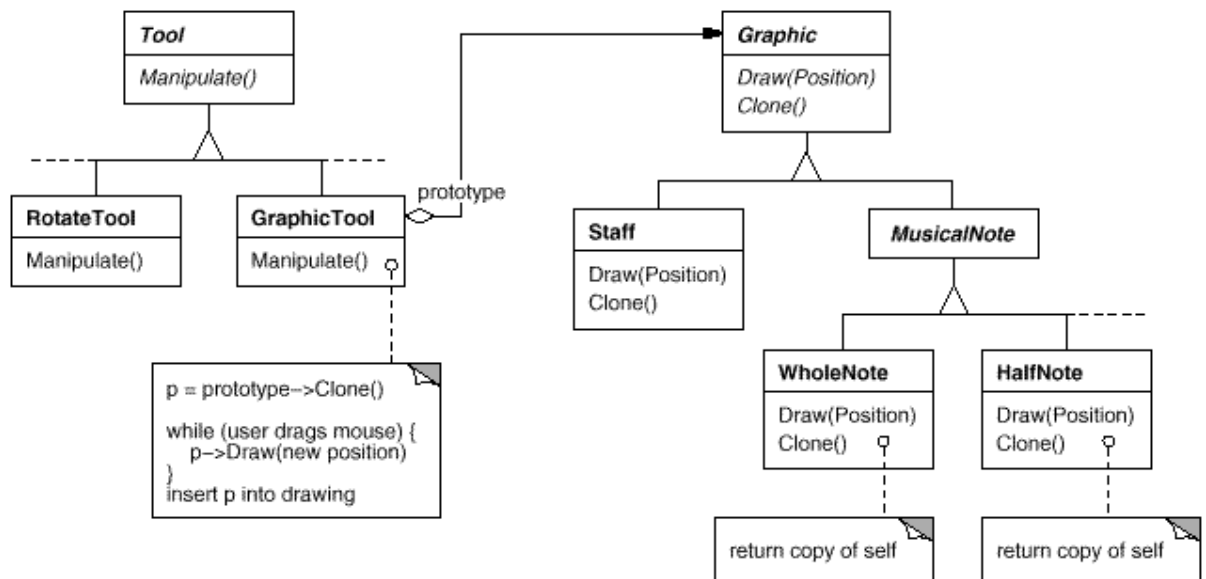 Tool
Manipulate()
Graphic
Draw(Position)
Clone()
prototype
RotateTool
Manipulate()
GraphicTool
Manipulate()
Staff
Draw(Position)
Clone()
MusicalNote
WholeNote
Draw(Position)
Clone()
HalfNote
Draw(Position)
Clone()
p = prototype–>Clone()
while (user drags mouse) {
p–>Draw(new position)
}
insert p into drawing
return copy of self
return copy of self